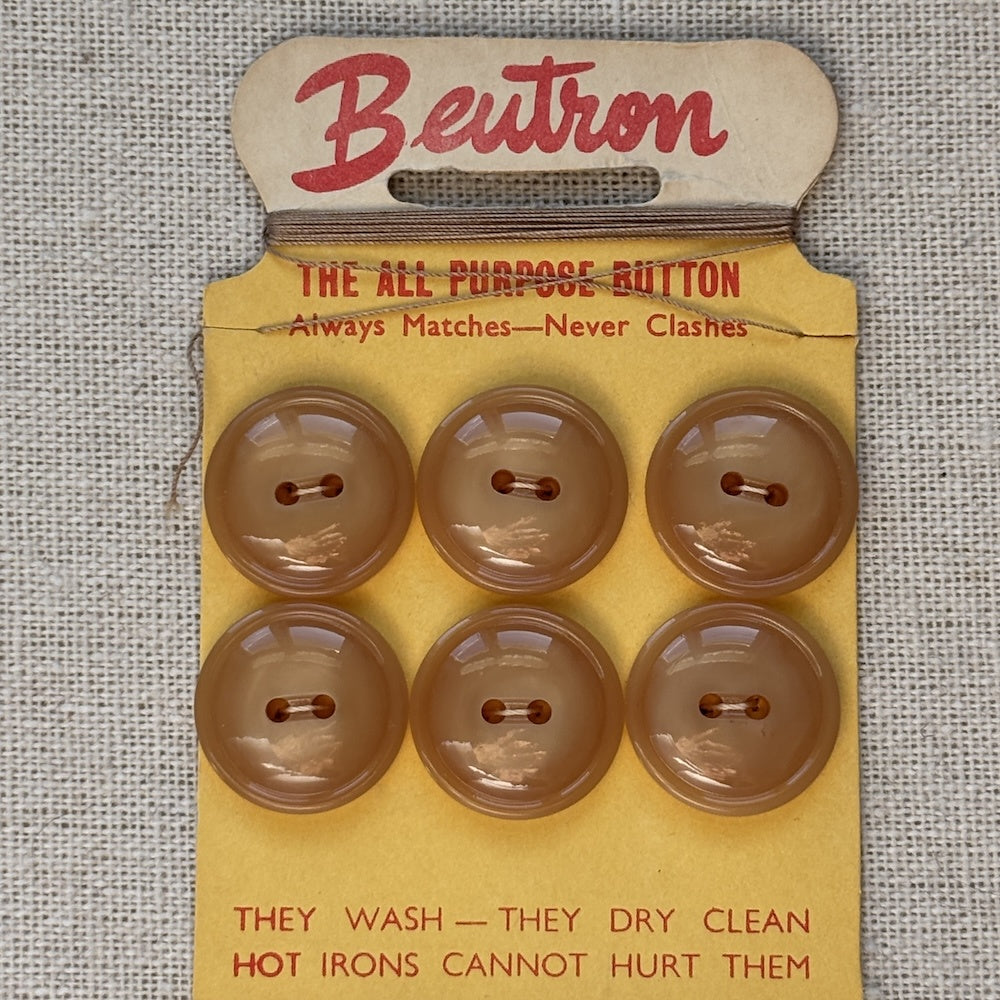 Beutron
THE ALL PURPOSE BUTTON
Always Matches—Never Clashes
THEY WASH — THEY DRY CLEAN
HOT IRONS CANNOT HURT THEM